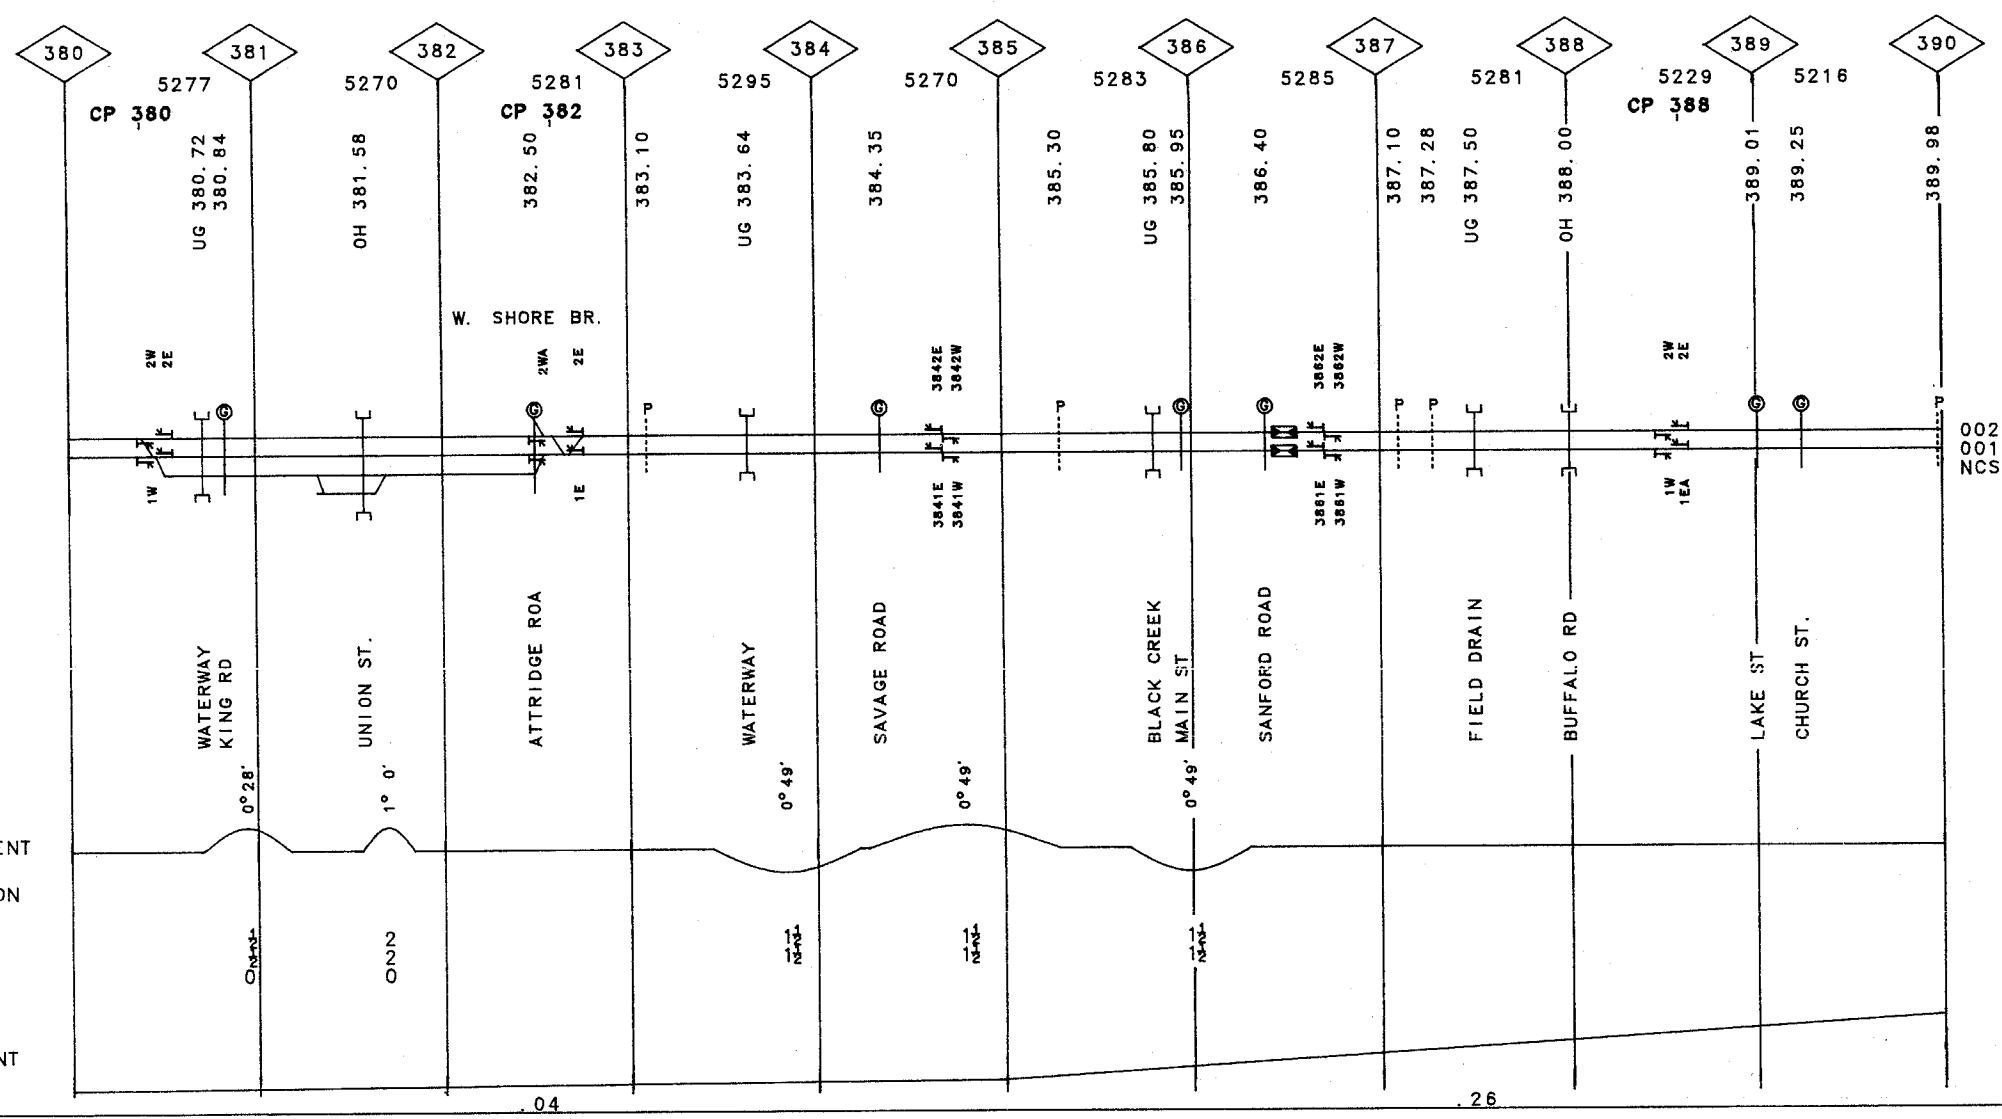 380 381 382 383 384 385 386 387 388 389 390
5277 5270 5281 5295 5270 5283 5285 5281 5229 5216
CP 380
CP 382
CP 388
UG 380.72
380.84
OH 381.58
382.50
383.10
UG 383.64
384.35
385.30
UG 385.80
385.95
386.40
387.10
387.28
UG 387.50
OH 388.00
389.01
389.25
389.98
W. SHORE BR.
2W
2E
2WA
2E
3842E
3842W
3862E
3862W
2W
2E
G G P G P G G P P G G P
002
001
NCS
1W
1E
3841E
3841W
3861E
3861W
1W
1EA
WATERWAY
KING RD
UNION ST.
ATTRIDGE ROA
WATERWAY
SAVAGE ROAD
BLACK CREEK
MAIN ST
SANFORD ROAD
FIELD DRAIN
BUFFALO RD
LAKE ST
CHURCH ST.
0°28'
1° 0'
0°49'
0°49'
0°49'
ENT
ON
2
2
0 0
NT
.04 .26